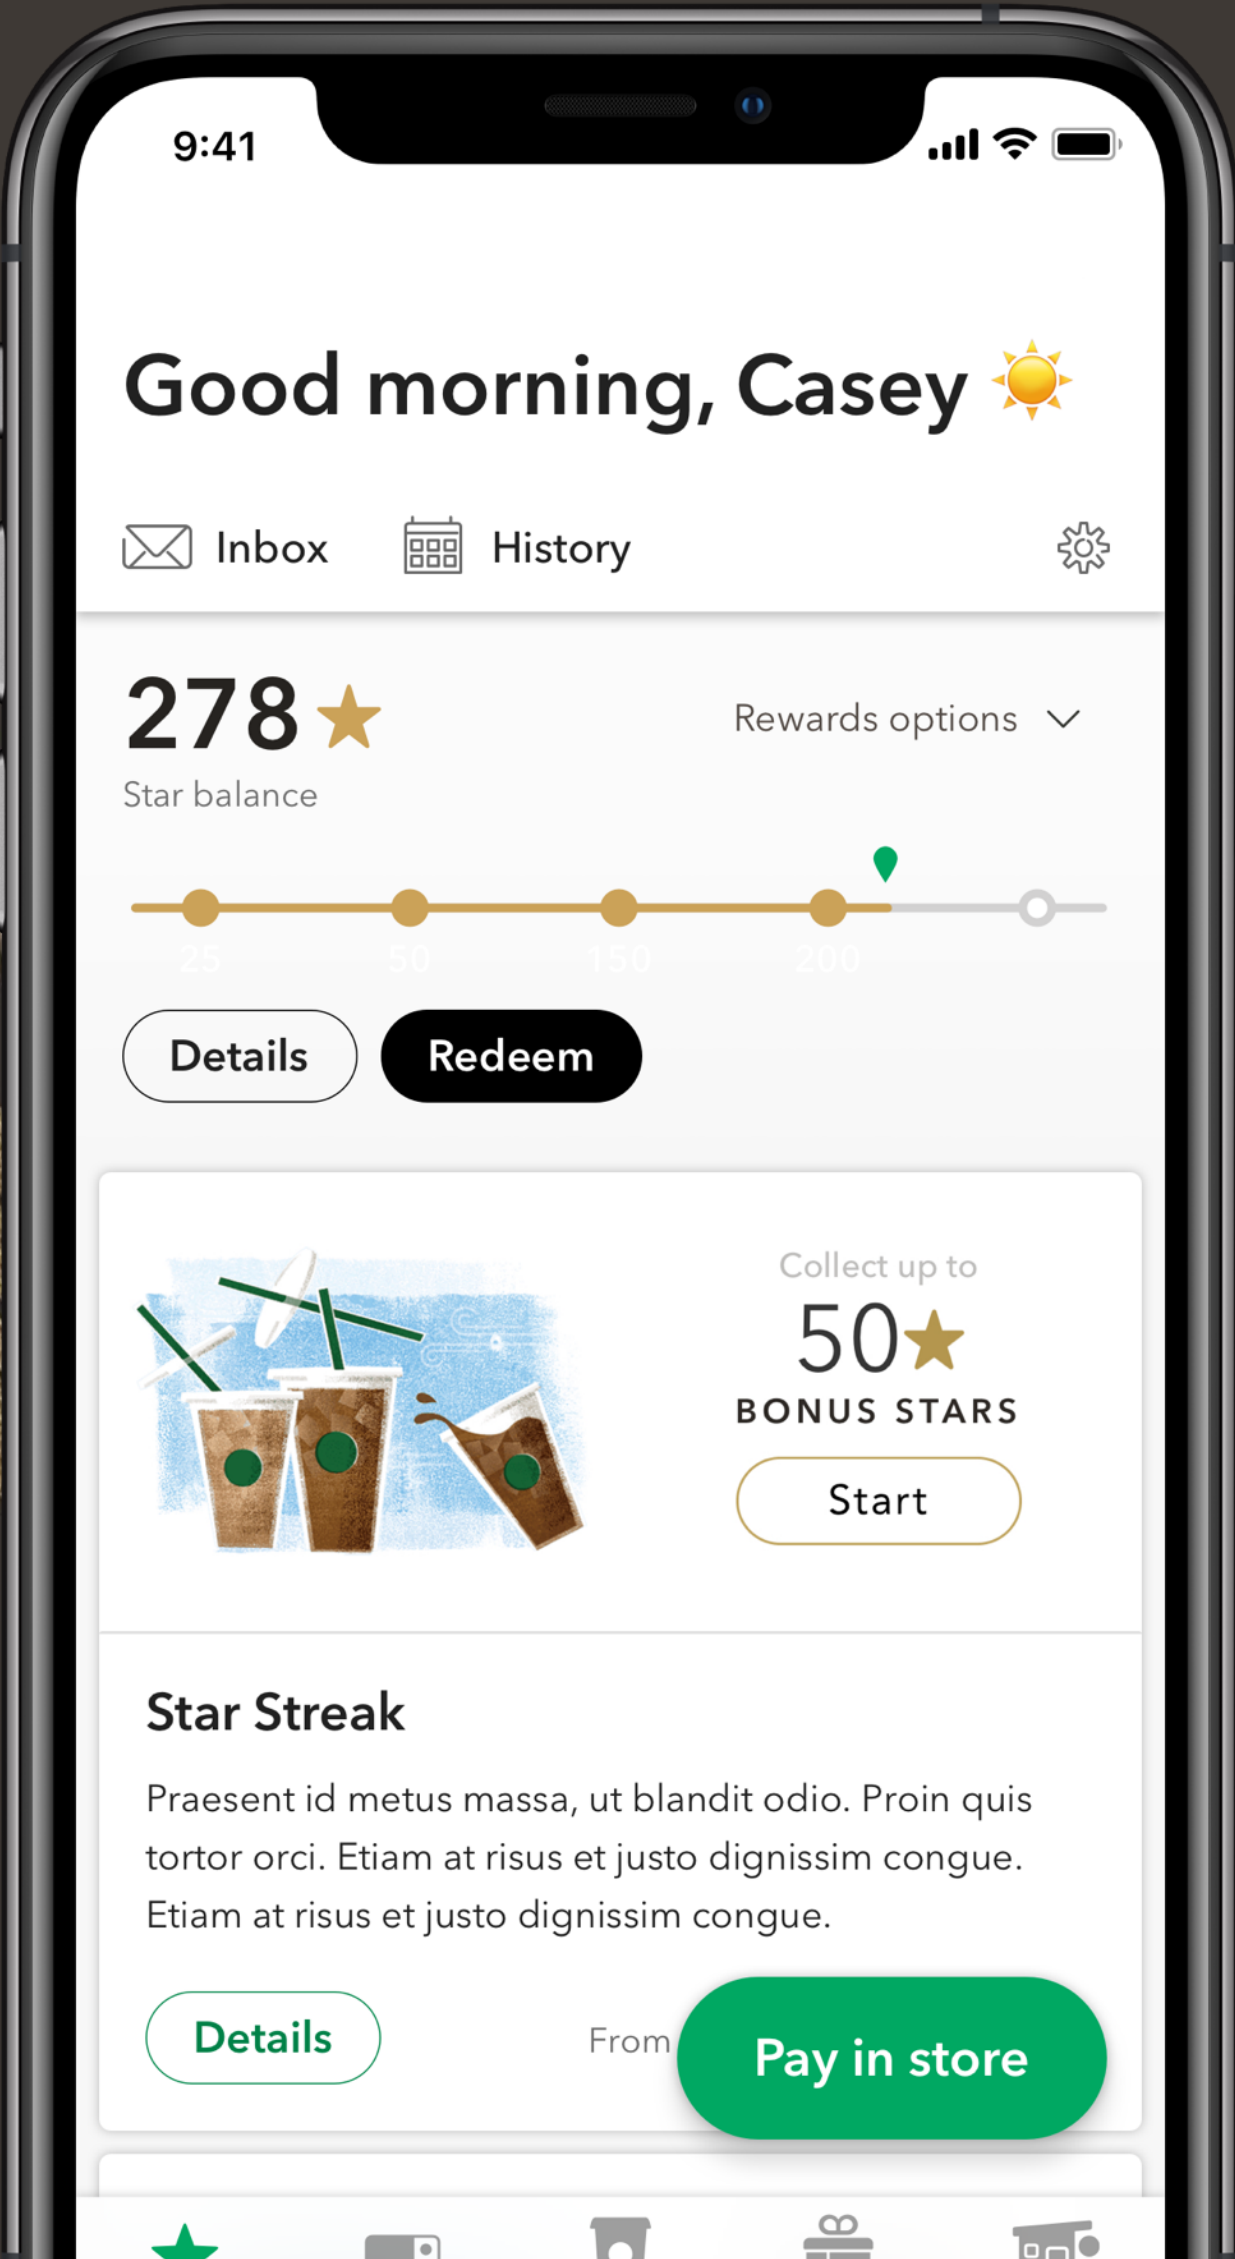 9:41
Good morning, Casey
Inbox History
278
Rewards options
Star balance
25 50 150 200
Details Redeem
Collect up to
50
BONUS STARS
Start
Star Streak
Praesent id metus massa, ut blandit odio. Proin quis
tortor orci. Etiam at risus et justo dignissim congue.
Etiam at risus et justo dignissim congue.
Details From Pay in store